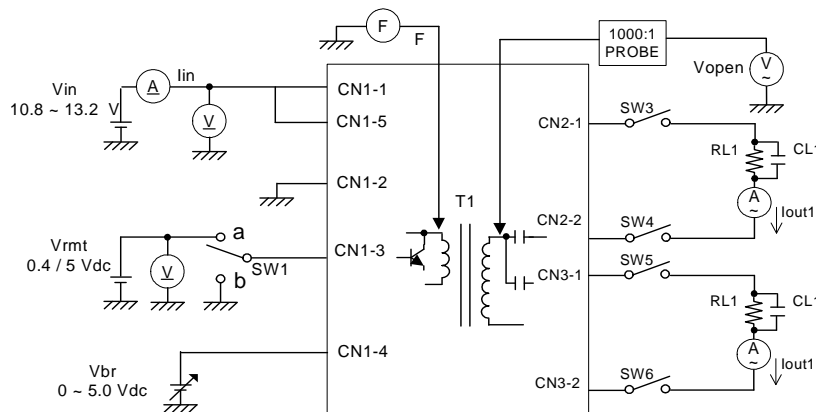 F
F
1000:1
PROBE
Vopen
V
~
Vin
10.8 ~ 13.2 V
A
Iin
V
CN1-1
CN1-5
CN2-1
SW3
RL1
CL1
A
~
Iout1
CN1-2
T1
CN2-2
SW4
Vrmt
0.4 / 5 Vdc
V
a
b
SW1
CN1-3
CN3-1
SW5
RL1
CL1
A
~
Iout1
CN1-4
Vbr
0 ~ 5.0 Vdc
CN3-2
SW6